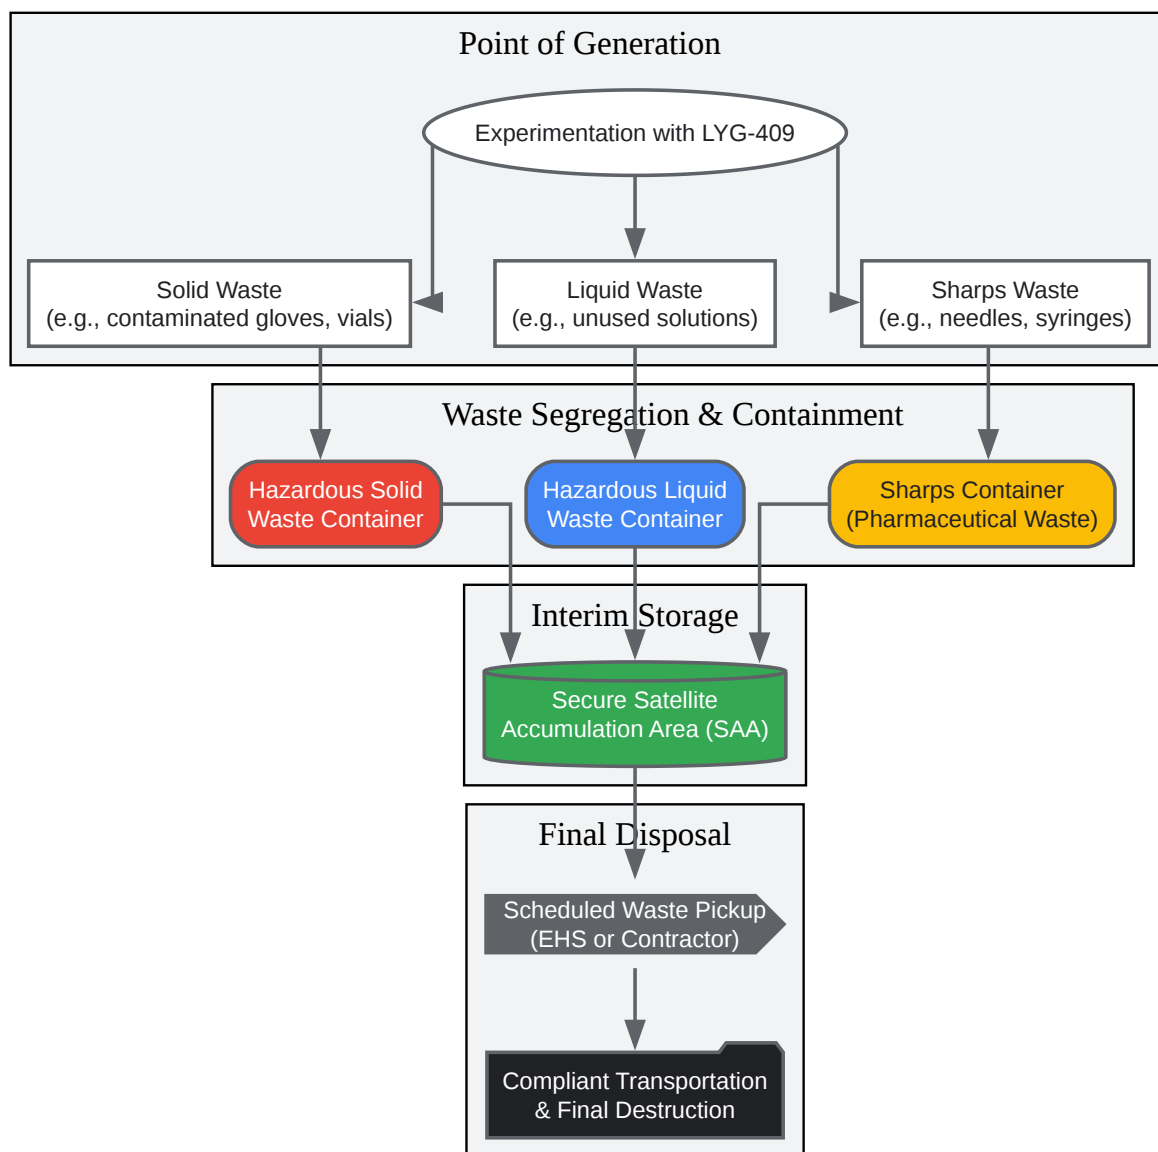 Point of Generation
Experimentation with LYG-409
Solid Waste
(e.g., contaminated gloves, vials)
Liquid Waste
(e.g., unused solutions)
Sharps Waste
(e.g., needles, syringes)
Waste Segregation & Containment
Hazardous Solid
Waste Container
Hazardous Liquid
Waste Container
Sharps Container
(Pharmaceutical Waste)
Interim Storage
Secure Satellite
Accumulation Area (SAA)
Final Disposal
Scheduled Waste Pickup
(EHS or Contractor)
Compliant Transportation
& Final Destruction